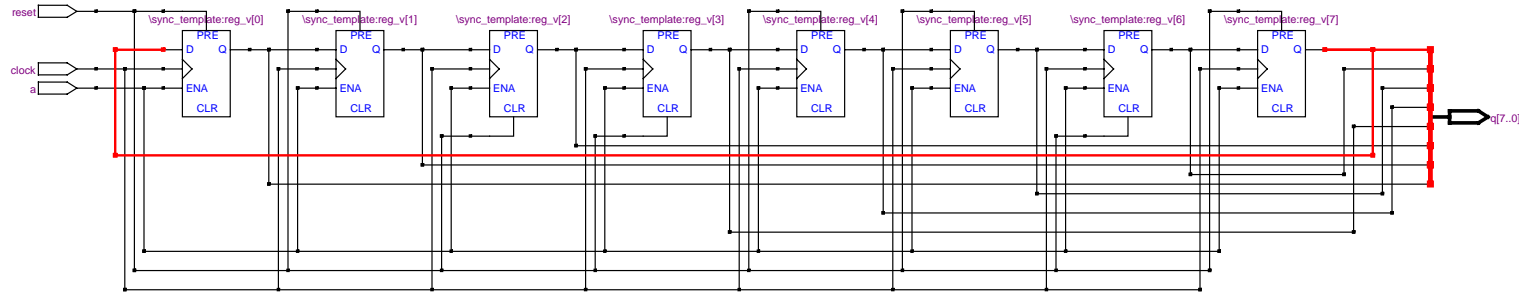 reset
\sync_template:reg_v[0]
\sync_template:reg_v[1]
\sync_template:reg_v[2]
\sync_template:reg_v[3]
\sync_template:reg_v[4]
\sync_template:reg_v[5]
\sync_template:reg_v[6]
\sync_template:reg_v[7]
PRE PRE PRE PRE PRE PRE PRE PRE
D Q D Q D Q D Q D Q D Q D Q D Q
clock
a
ENA ENA ENA ENA ENA ENA ENA ENA
CLR CLR CLR CLR CLR CLR CLR CLR
q[7..0]